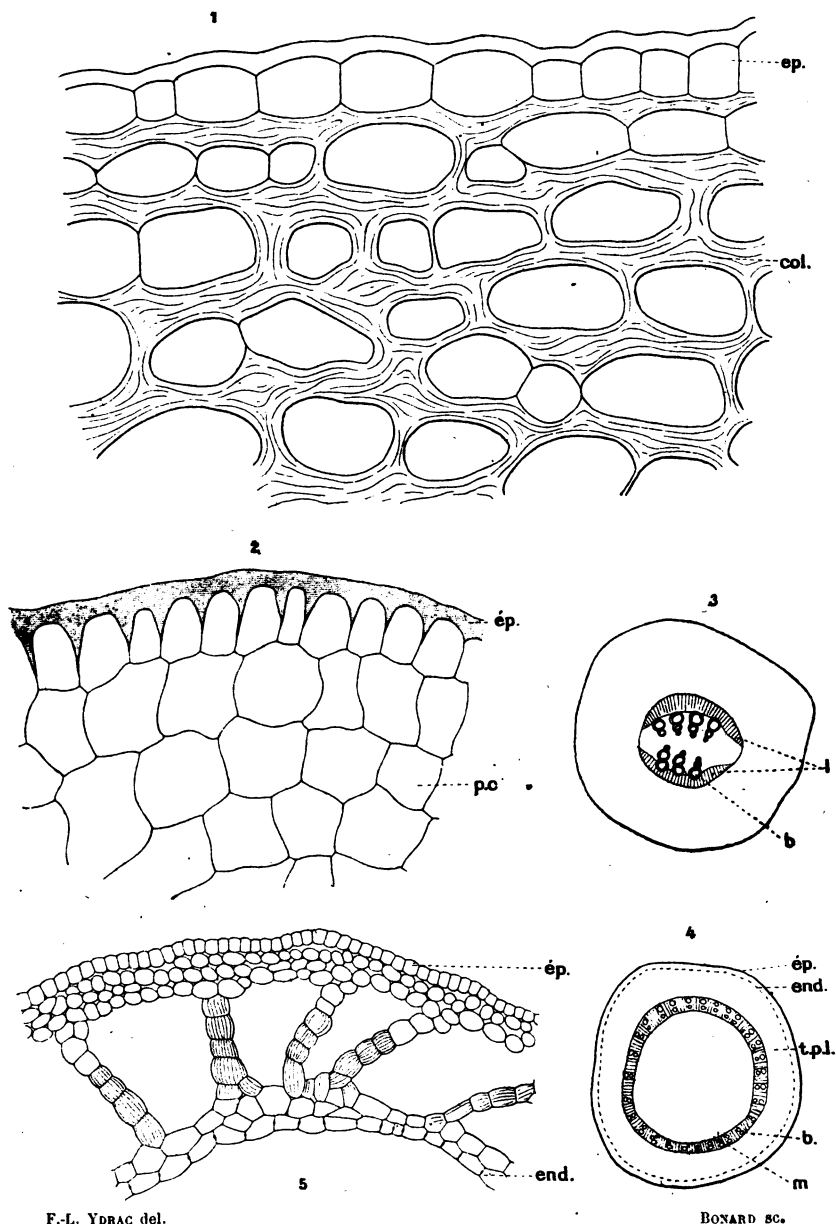 1
ep.
col.
2
ép.
p.c
3
l
b
4
ép.
end.
t.p.l.
b.
m
ép.
end.
5
F.-L. YDRAC del.
BONARD sc.